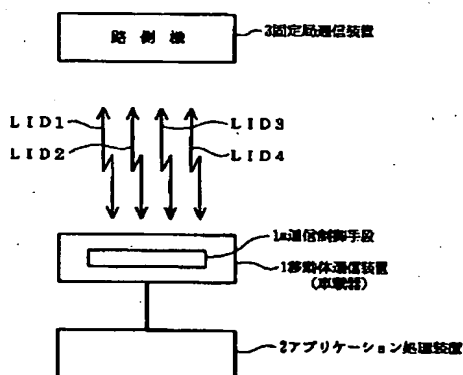 路側機
3固定局通信装置
LID1
LID3
LID2
LID4
1a通信制御手段
1移動体通信装置
(車載器)
2アプリケーション処理装置